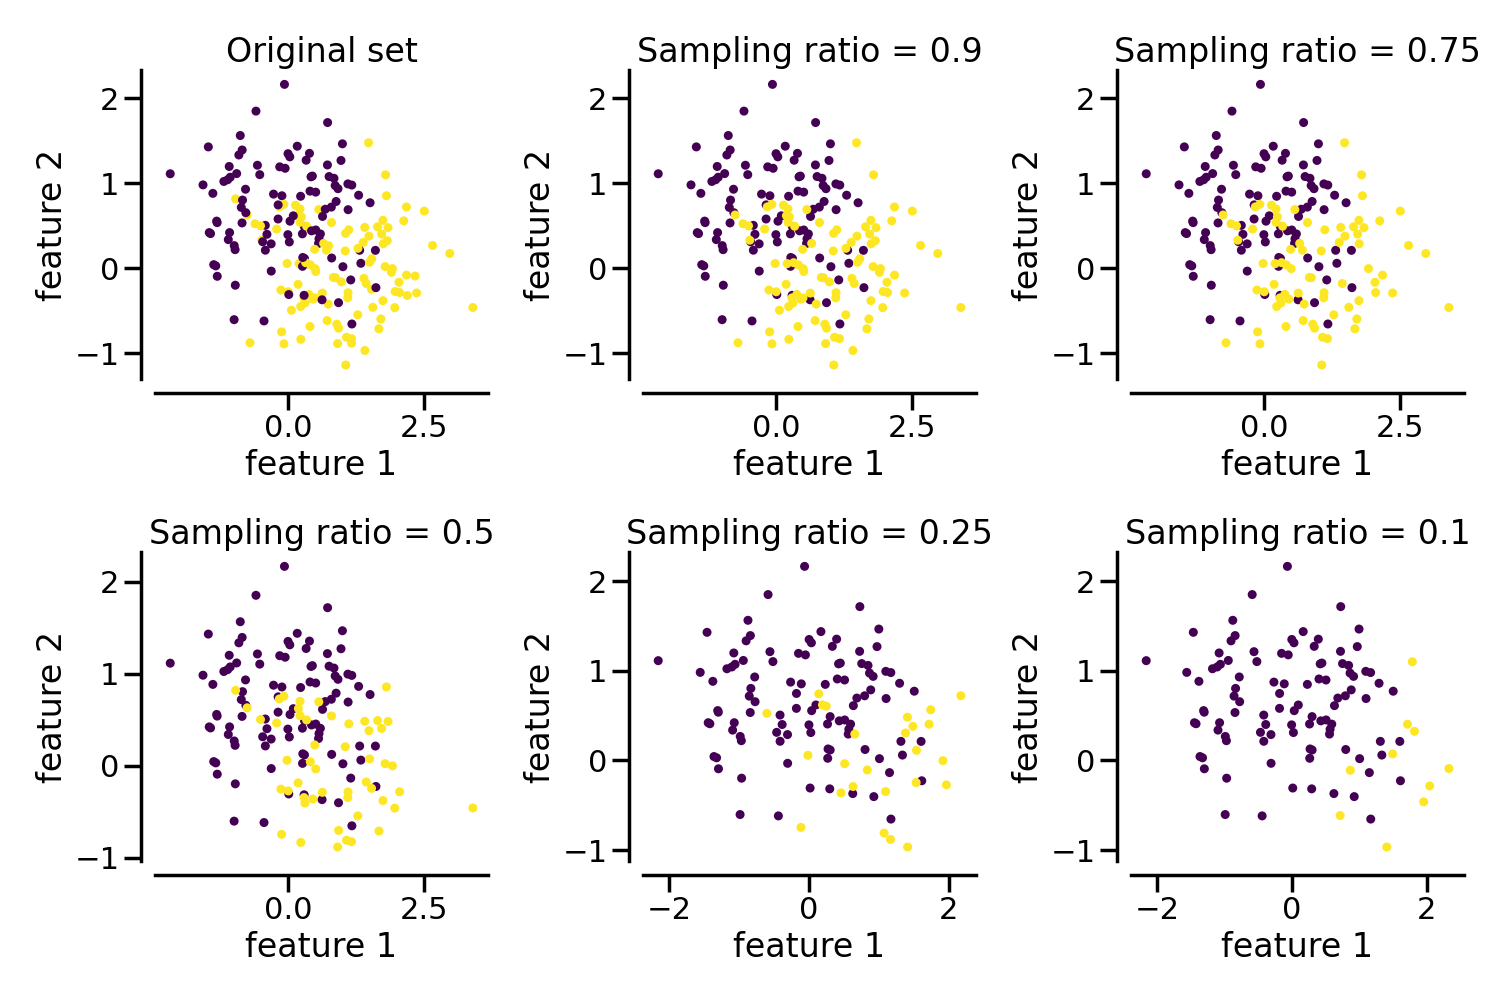 Original set
Sampling ratio = 0.9
Sampling ratio = 0.75
feature 2
2
1
0
−1
0.0
2.5
feature 1
feature 2
2
1
0
−1
0.0
2.5
feature 1
feature 2
2
1
0
−1
0.0
2.5
feature 1
Sampling ratio = 0.5
Sampling ratio = 0.25
Sampling ratio = 0.1
feature 2
2
1
0
−1
0.0
2.5
feature 1
feature 2
2
1
0
−1
−2
0
2
feature 1
feature 2
2
1
0
−1
−2
0
2
feature 1